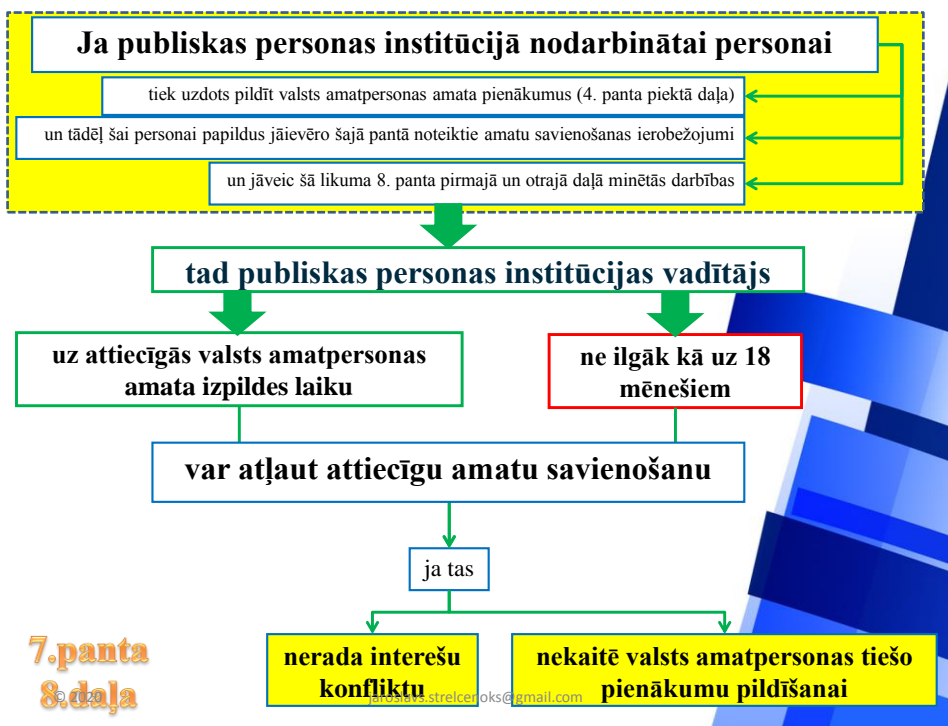 Ja publiskas personas institūcijā nodarbinātai personai
tiek uzdots pildīt valsts amatpersonas amata pienākumus (4. panta piektā daļa)
un tādēļ šai personai papildus jāievēro šajā pantā noteiktie amatu savienošanas ierobežojumi
un jāveic šā likuma 8. panta pirmajā un otrajā daļā minētās darbības
tad publiskas personas institūcijas vadītājs
uz attiecīgās valsts amatpersonas
amata izpildes laiku
ne ilgāk kā uz 18
mēnešiem
var atļaut attiecīgu amatu savienošanu
ja tas
nerada interešu
konfliktu
nekaitē valsts amatpersonas tiešo
pienākumu pildīšanai
7.panta
8.daļa
© 2020
jaroslavs.strelcenoks@gmail.com